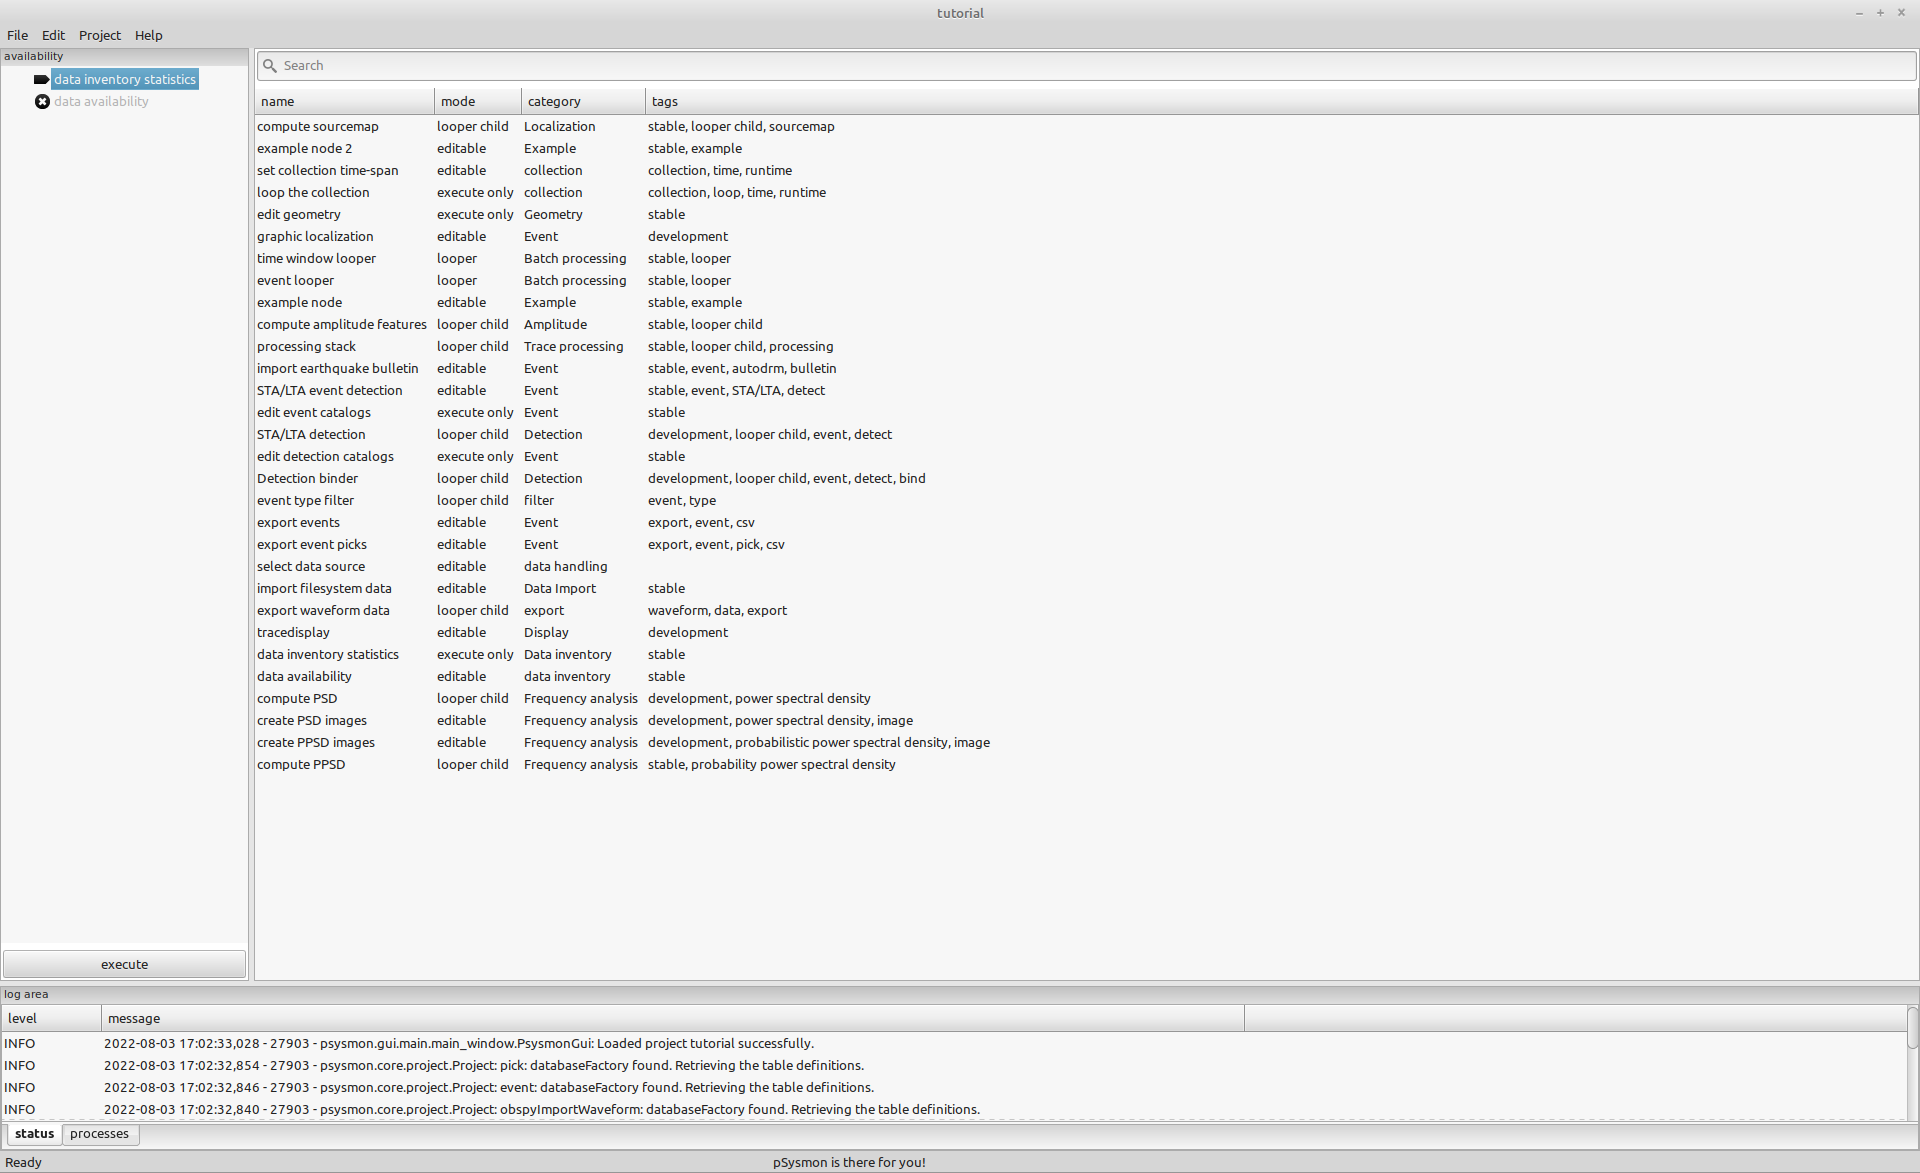 tutorial
File Edit Project Help
availability
data inventory statistics
data availability
Search
name mode category tags
compute sourcemap looper child Localization stable, looper child, sourcemap
example node 2 editable Example stable, example
set collection time-span editable collection collection, time, runtime
loop the collection execute only collection collection, loop, time, runtime
edit geometry execute only Geometry stable
graphic localization editable Event development
time window looper looper Batch processing stable, looper
event looper looper Batch processing stable, looper
example node editable Example stable, example
compute amplitude features looper child Amplitude stable, looper child
processing stack looper child Trace processing stable, looper child, processing
import earthquake bulletin editable Event stable, event, autodrm, bulletin
STA/LTA event detection editable Event stable, event, STA/LTA, detect
edit event catalogs execute only Event stable
STA/LTA detection looper child Detection development, looper child, event, detect
edit detection catalogs execute only Event stable
Detection binder looper child Detection development, looper child, event, detect, bind
event type filter looper child filter event, type
export events editable Event export, event, csv
export event picks editable Event export, event, pick, csv
select data source editable data handling
import filesystem data editable Data Import stable
export waveform data looper child export waveform, data, export
tracedisplay editable Display development
data inventory statistics execute only Data inventory stable
data availability editable data inventory stable
compute PSD looper child Frequency analysis development, power spectral density
create PSD images editable Frequency analysis development, power spectral density, image
create PPSD images editable Frequency analysis development, probabilistic power spectral density, image
compute PPSD looper child Frequency analysis stable, probability power spectral density
execute
log area
level message
INFO 2022-08-03 17:02:33,028 - 27903 - psysmon.gui.main.main_window.PsysmonGui: Loaded project tutorial successfully.
INFO 2022-08-03 17:02:32,854 - 27903 - psysmon.core.project.Project: pick: databaseFactory found. Retrieving the table definitions.
INFO 2022-08-03 17:02:32,846 - 27903 - psysmon.core.project.Project: event: databaseFactory found. Retrieving the table definitions.
INFO 2022-08-03 17:02:32,840 - 27903 - psysmon.core.project.Project: obspyImportWaveform: databaseFactory found. Retrieving the table definitions.
status processes
Ready pSysmon is there for you!